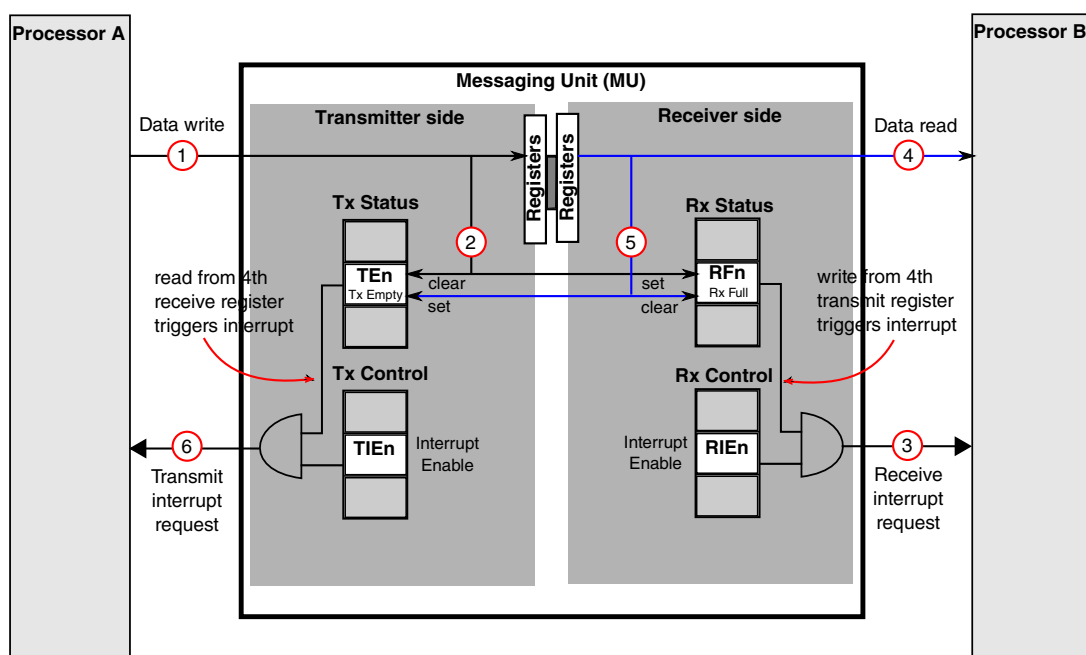 Processor A
Processor B
Messaging Unit (MU)
Transmitter side
Receiver side
Data write
1
Registers
Registers
Data read
4
Tx Status
Rx Status
2
5
TEn
Tx Empty
clear
set
set
clear
RFn
Rx Full
read from 4th
receive register
triggers interrupt
write from 4th
transmit register
triggers interrupt
Tx Control
Rx Control
TIEn
Interrupt
Enable
Interrupt
Enable
RIEn
6
Transmit
interrupt
request
3
Receive
interrupt
request